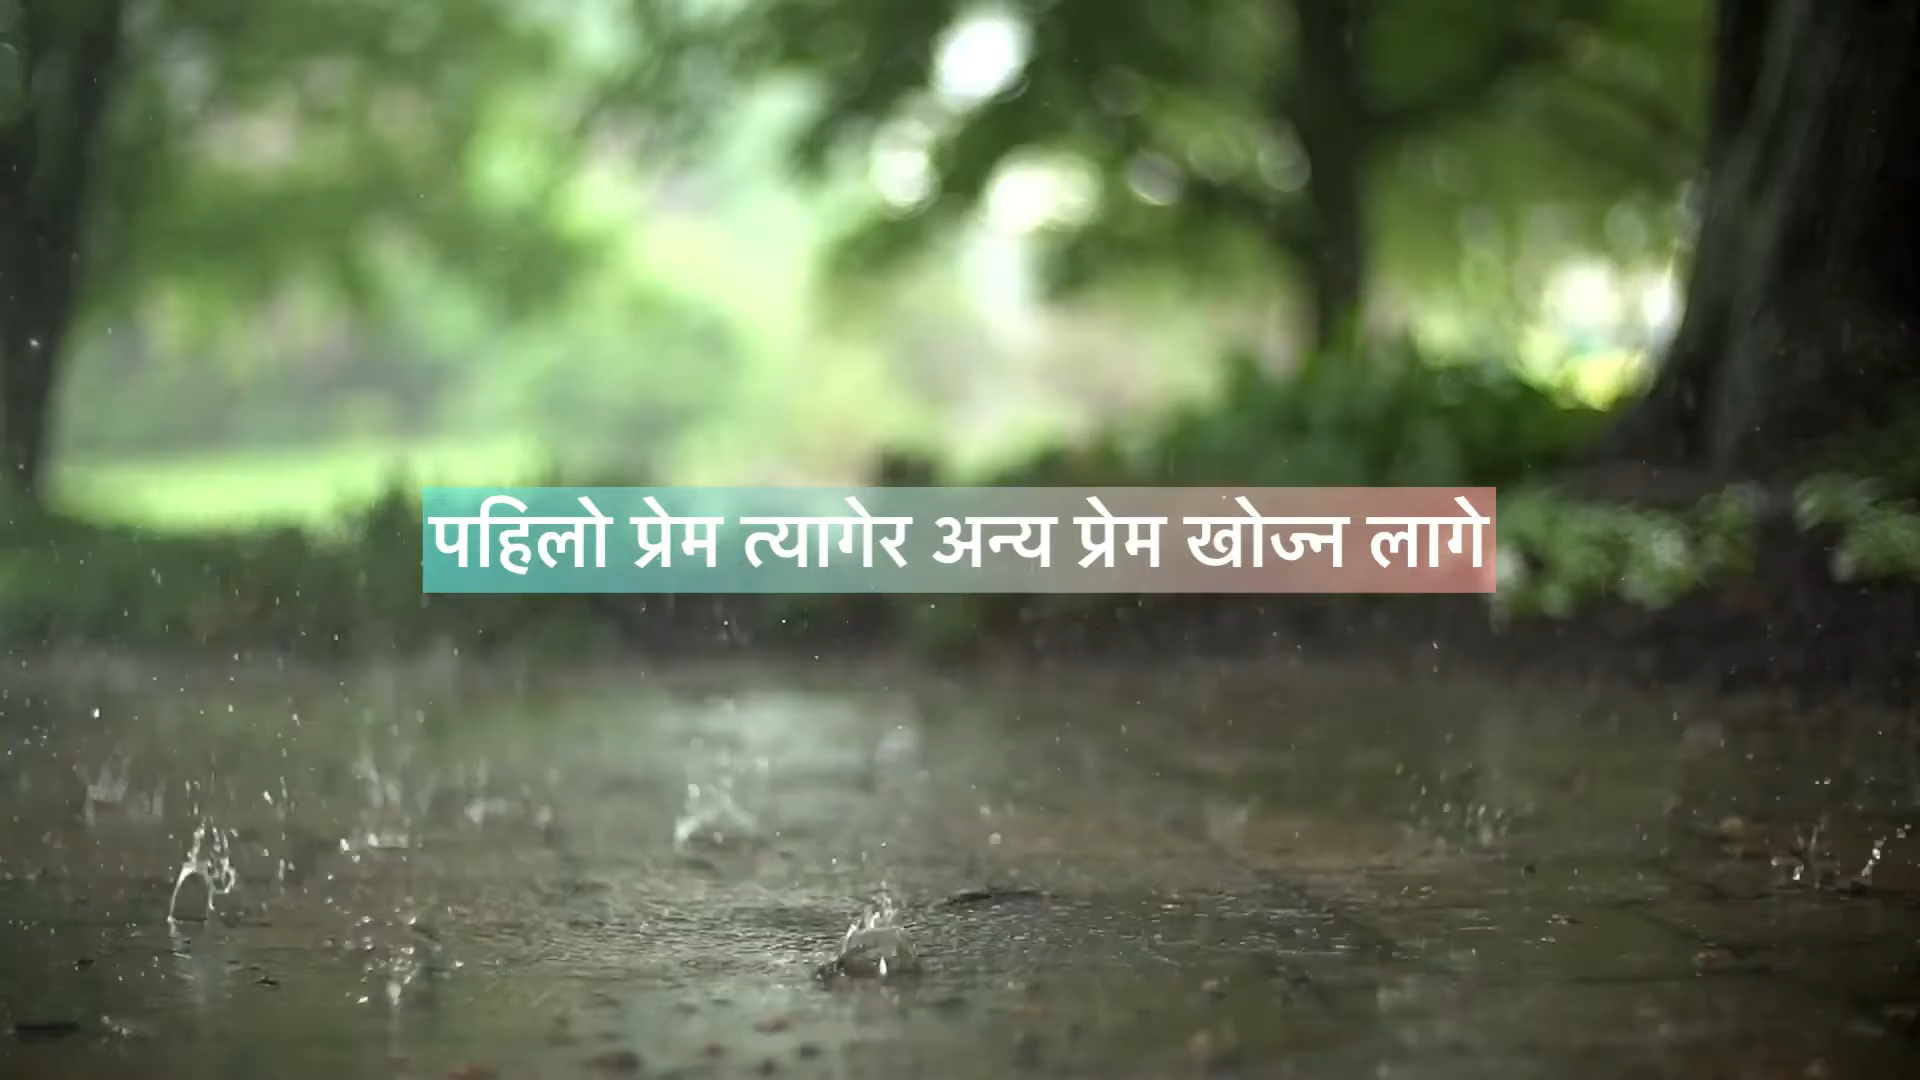 पहिलो प्रेम त्यागेर अन्य प्रेम खोज्न लागे